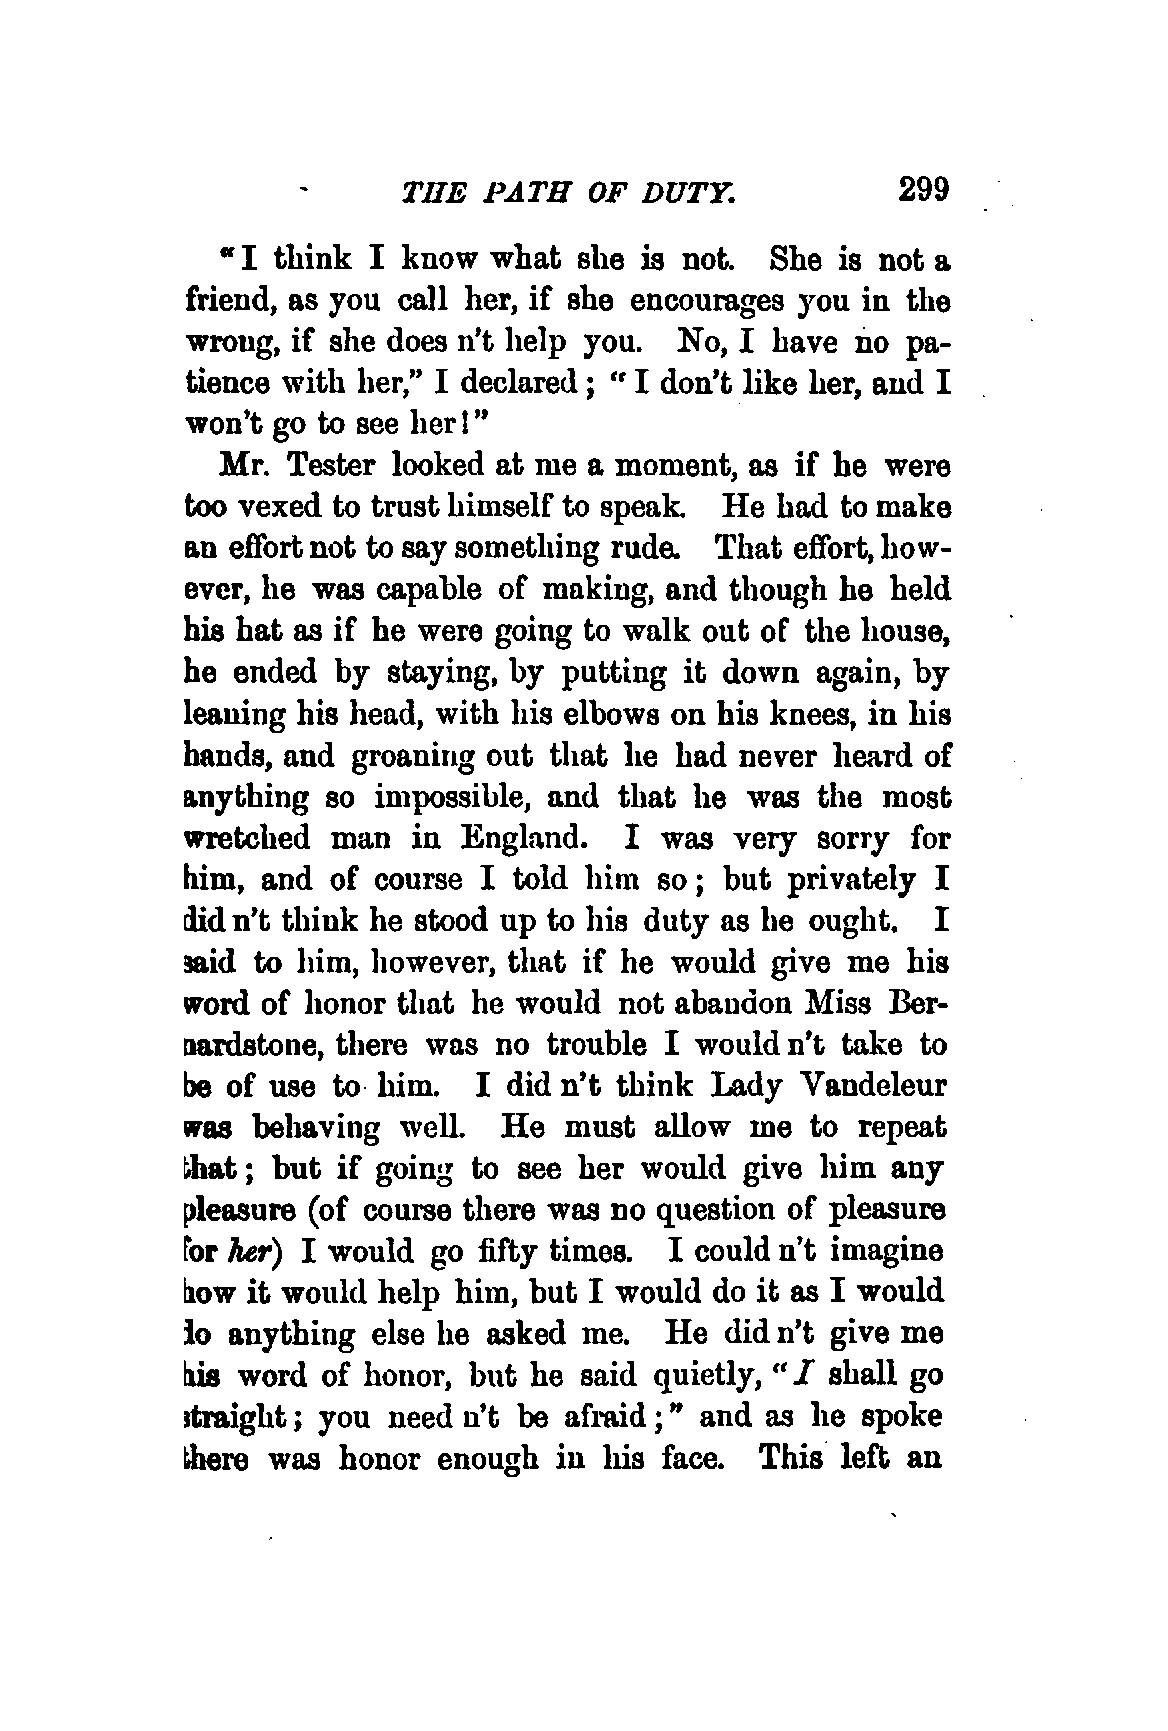 THE PATH OF DUTY. 299
“I think I know what she is not. She is not a
friend, as you call her, if she encourages you in the
wrong, if she does n't help you. No, I have no pa-
tience with her,” I declared; “I don't like her, and I
won't go to see her!”
Mr. Tester looked at me a moment, as if he were
too vexed to trust himself to speak. He had to make
an effort not to say something rude. That effort, how-
ever, he was capable of making, and though he held
his hat as if he were going to walk out of the house,
he ended by staying, by putting it down again, by
leaning his head, with his elbows on his knees, in his
hands, and groaning out that he had never heard of
anything so impossible, and that he was the most
wretched man in England. I was very sorry for
him, and of course I told him so; but privately I
did n't think he stood up to his duty as he ought. I
said to him, however, that if he would give me his
word of honor that he would not abandon Miss Ber-
nardstone, there was no trouble I would n't take to
be of use to him. I did n't think Lady Vandeleur
was behaving well. He must allow me to repeat
that; but if going to see her would give him any
pleasure (of course there was no question of pleasure
for her) I would go fifty times. I could n't imagine
how it would help him, but I would do it as I would
do anything else he asked me. He did n't give me
his word of honor, but he said quietly, “I shall go
straight; you need n't be afraid;” and as he spoke
there was honor enough in his face. This left an